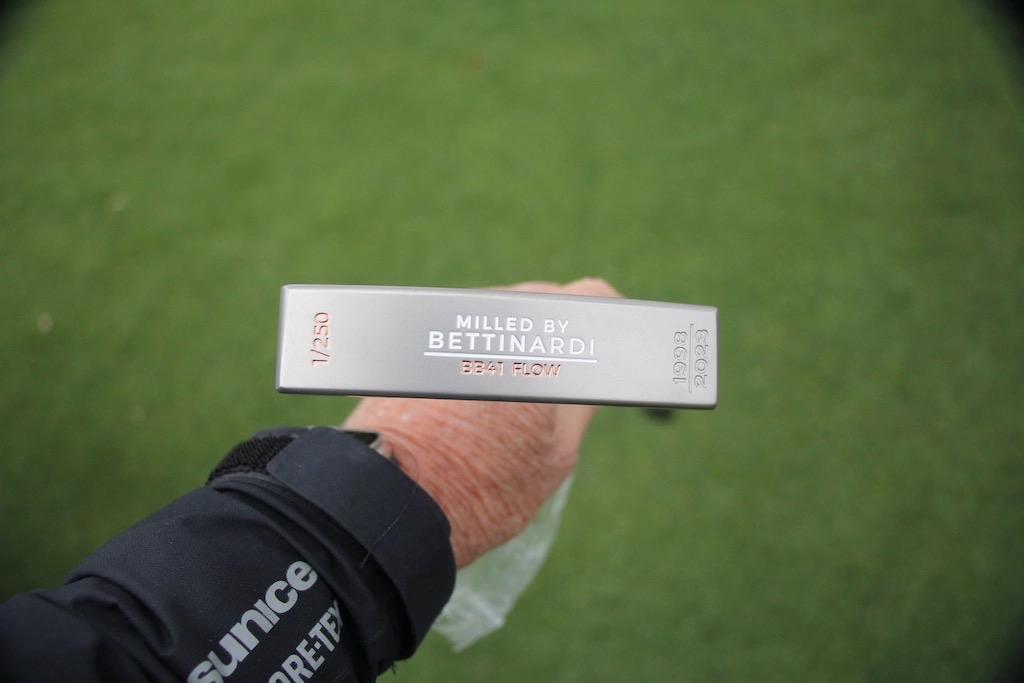 1/250
MILLED BY
BETTINARDI
BB41 FLOW
1998
2023
sunice
GORE-TEX